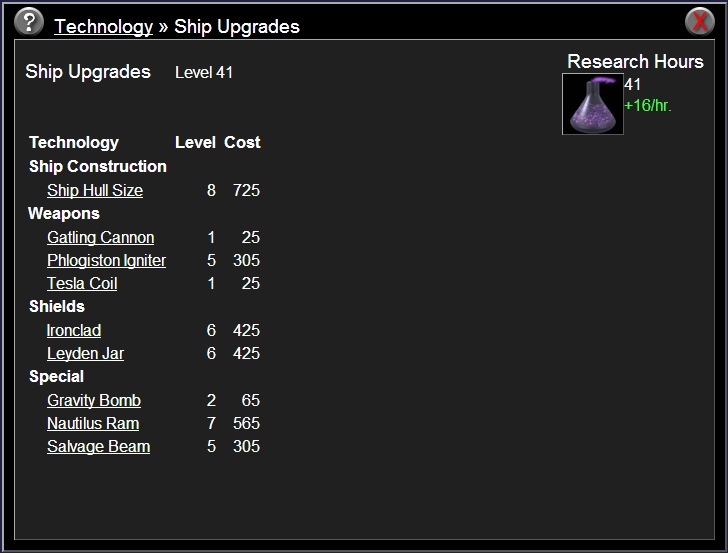 ? Technology » Ship Upgrades X
Ship Upgrades Level 41
Research Hours
41
+16/hr.
Technology Level Cost
Ship Construction
Ship Hull Size 8 725
Weapons
Gatling Cannon 1 25
Phlogiston Igniter 5 305
Tesla Coil 1 25
Shields
Ironclad 6 425
Leyden Jar 6 425
Special
Gravity Bomb 2 65
Nautilus Ram 7 565
Salvage Beam 5 305